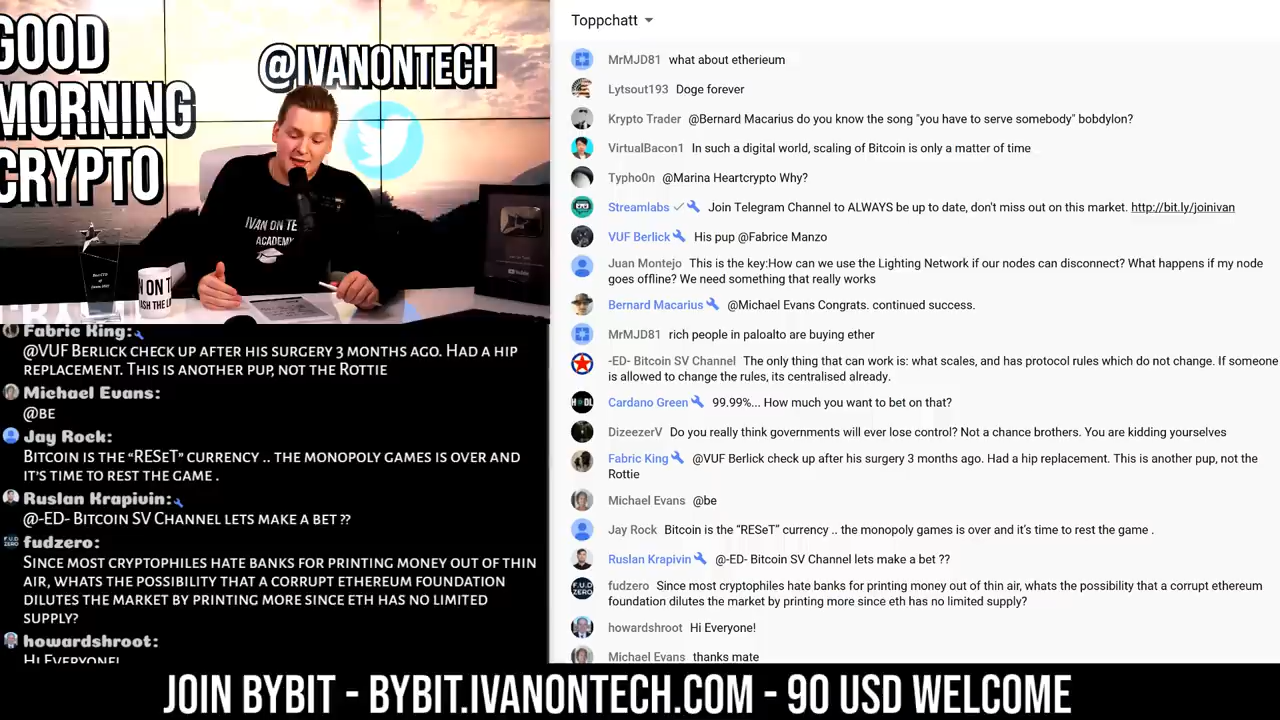 GOOD
MORNING
CRYPTO
@IVANONTECH
IVAN ON TE
ACADEMY
Fabric King:
@VUF Berlick check up after his surgery 3 months ago. Had a hip
replacement. This is another pup, not the Rottie
Michael Evans:
@be
Jay Rock:
Bitcoin is the “RESeT” currency .. the monopoly games is over and
it’s time to rest the game .
Ruslan Krapivin:
@-ED- Bitcoin SV Channel lets make a bet ??
fudzero:
Since most cryptophiles hate banks for printing money out of thin
air, whats the possibility that a corrupt ethereum foundation
dilutes the market by printing more since eth has no limited
supply?
howardshroot:
Hi Everyone!
Toppchatt
MrMJD81 what about etherieum
Lytsout193 Doge forever
Krypto Trader @Bernard Macarius do you know the song "you have to serve somebody" bobdylon?
VirtualBacon1 In such a digital world, scaling of Bitcoin is only a matter of time
Typho0n @Marina Heartcrypto Why?
Streamlabs Join Telegram Channel to ALWAYS be up to date, don't miss out on this market. http://bit.ly/joinivan
VUF Berlick His pup @Fabrice Manzo
Juan Montejo This is the key:How can we use the Lighting Network if our nodes can disconnect? What happens if my node
goes offline? We need something that really works
Bernard Macarius @Michael Evans Congrats. continued success.
MrMJD81 rich people in paloalto are buying ether
-ED- Bitcoin SV Channel The only thing that can work is: what scales, and has protocol rules which do not change. If someone
is allowed to change the rules, its centralised already.
Cardano Green 99.99%... How much you want to bet on that?
DizeezerV Do you really think governments will ever lose control? Not a chance brothers. You are kidding yourselves
Fabric King @VUF Berlick check up after his surgery 3 months ago. Had a hip replacement. This is another pup, not the
Rottie
Michael Evans @be
Jay Rock Bitcoin is the “RESeT” currency .. the monopoly games is over and it’s time to rest the game .
Ruslan Krapivin @-ED- Bitcoin SV Channel lets make a bet ??
fudzero Since most cryptophiles hate banks for printing money out of thin air, whats the possibility that a corrupt ethereum
foundation dilutes the market by printing more since eth has no limited supply?
howardshroot Hi Everyone!
Michael Evans thanks mate
JOIN BYBIT - BYBIT.IVANONTECH.COM - 90 USD WELCOME